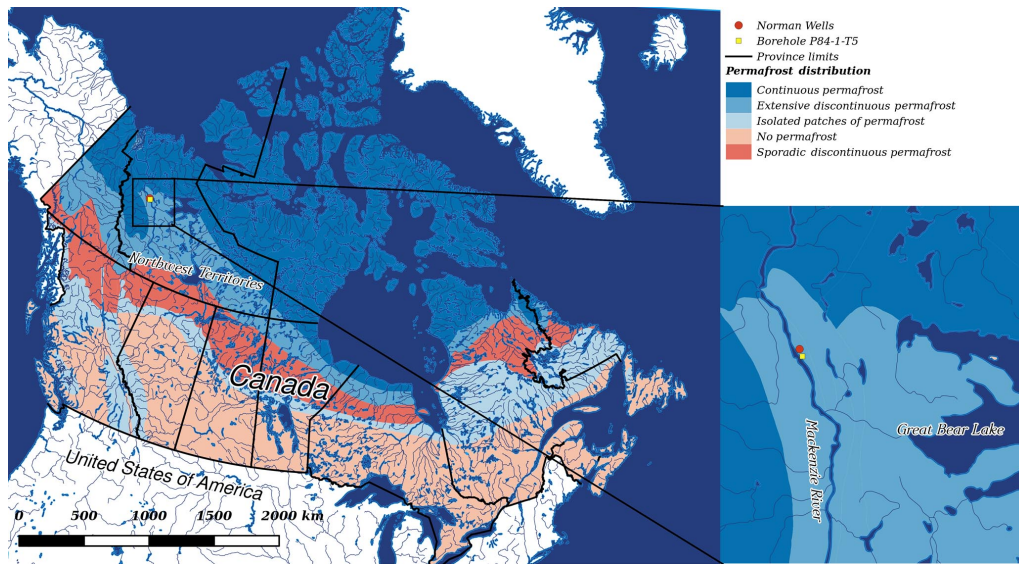 Norman Wells
Borehole P84-1-T5
Province limits
Permafrost distribution
Continuous permafrost
Extensive discontinuous permafrost
Isolated patches of permafrost
No permafrost
Sporadic discontinuous permafrost
Northwest Territories
Canada
United States of America
0 500 1000 1500 2000 km
Great Bear Lake
Mackenzie River